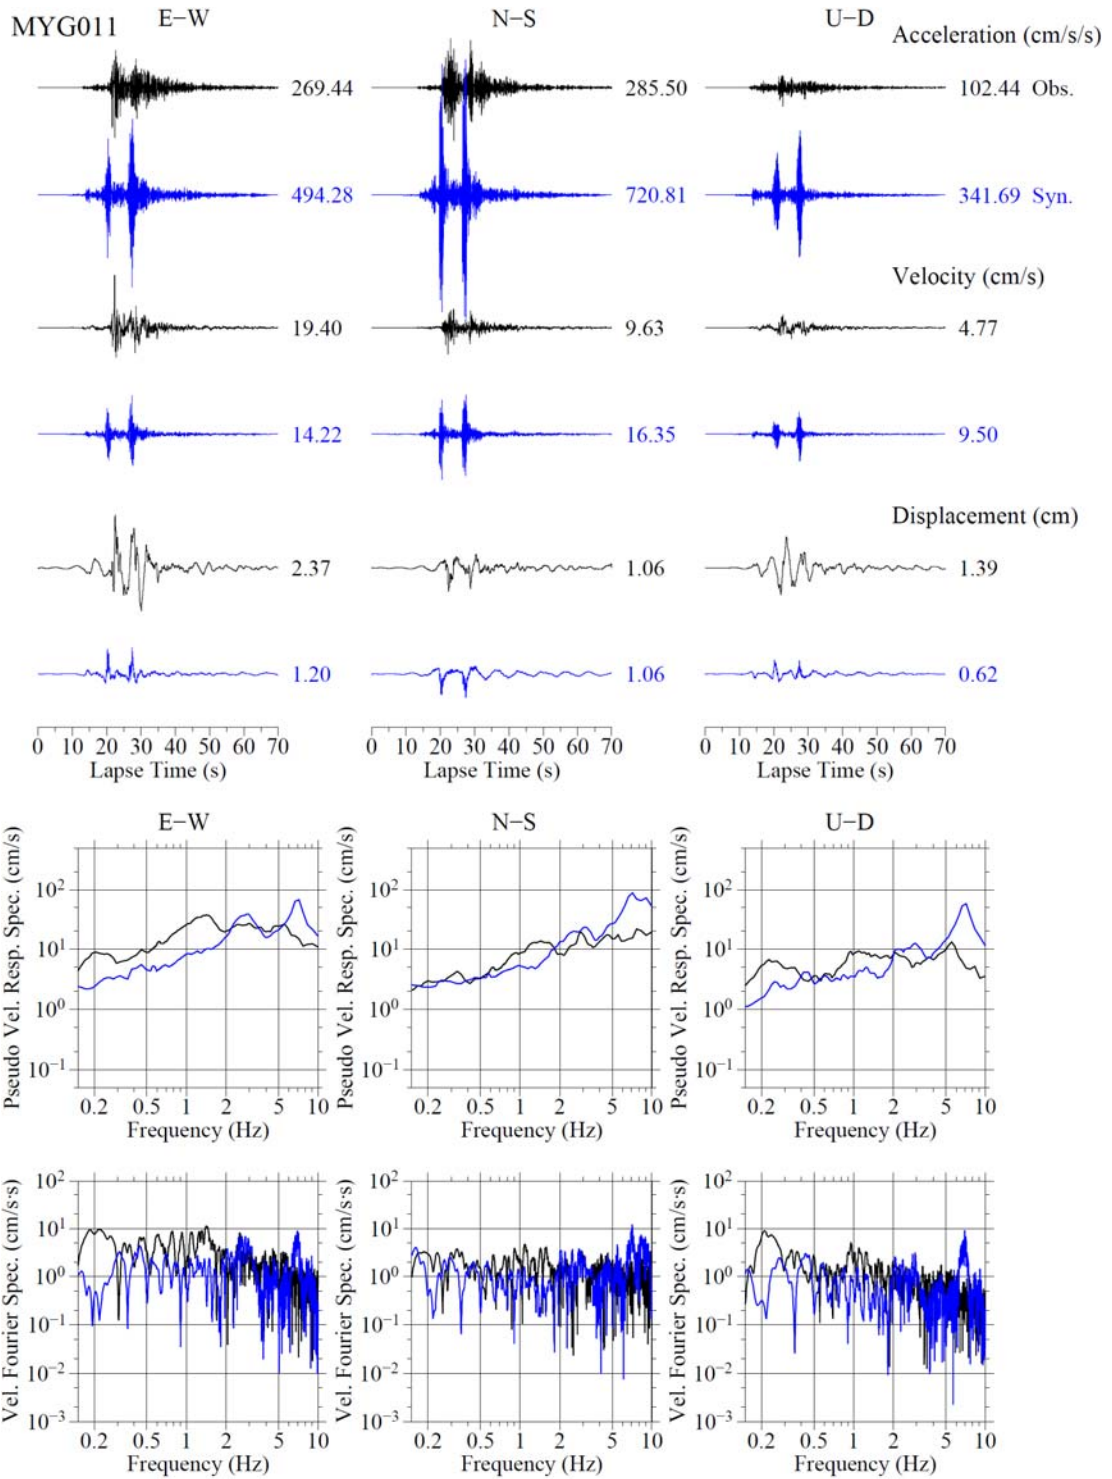 MYG011
E−W N−S U−D
Acceleration (cm/s/s)
269.44 285.50 102.44 Obs.
494.28 720.81 341.69 Syn.
Velocity (cm/s)
19.40 9.63 4.77
14.22 16.35 9.50
Displacement (cm)
2.37 1.06 1.39
1.20 1.06 0.62
0 10 20 30 40 50 60 70 0 10 20 30 40 50 60 70 0 10 20 30 40 50 60 70
Lapse Time (s) Lapse Time (s) Lapse Time (s)
E−W N−S U−D
Pseudo Vel. Resp. Spec. (cm/s) Pseudo Vel. Resp. Spec. (cm/s) Pseudo Vel. Resp. Spec. (cm/s)
10² 10² 10²
10¹ 10¹ 10¹
10⁰ 10⁰ 10⁰
10⁻¹ 10⁻¹ 10⁻¹
0.2 0.5 1 2 5 10 0.2 0.5 1 2 5 10 0.2 0.5 1 2 5 10
Frequency (Hz) Frequency (Hz) Frequency (Hz)
Vel. Fourier Spec. (cm/s·s) Vel. Fourier Spec. (cm/s·s) Vel. Fourier Spec. (cm/s·s)
10² 10² 10²
10¹ 10¹ 10¹
10⁰ 10⁰ 10⁰
10⁻¹ 10⁻¹ 10⁻¹
10⁻² 10⁻² 10⁻²
10⁻³ 10⁻³ 10⁻³
0.2 0.5 1 2 5 10 0.2 0.5 1 2 5 10 0.2 0.5 1 2 5 10
Frequency (Hz) Frequency (Hz) Frequency (Hz)